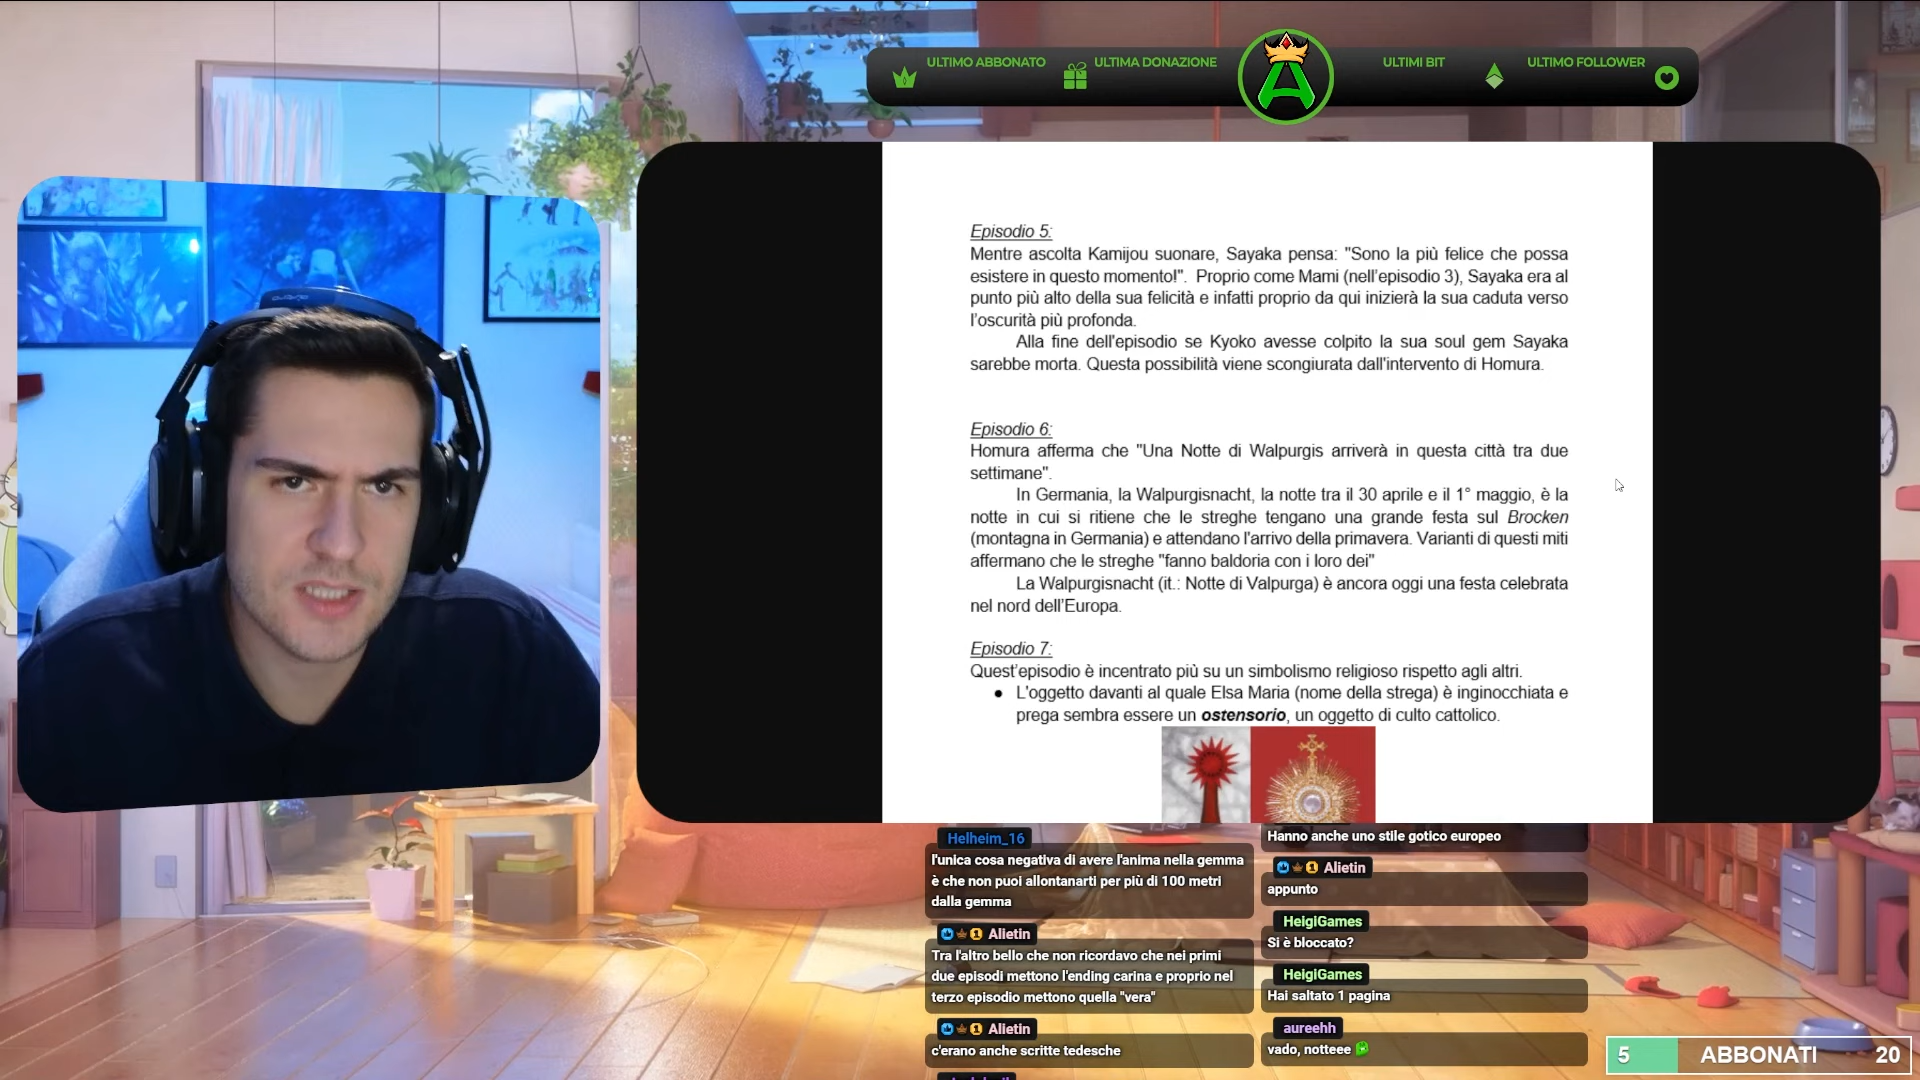 ULTIMO ABBONATO
ULTIMA DONAZIONE
ULTIMI BIT
ULTIMO FOLLOWER
Episodio 5:
Mentre ascolta Kamijou suonare, Sayaka pensa: "Sono la più felice che possa
esistere in questo momento!". Proprio come Mami (nell'episodio 3), Sayaka era al
punto più alto della sua felicità e infatti proprio da qui inizierà la sua caduta verso
l'oscurità più profonda.
Alla fine dell'episodio se Kyoko avesse colpito la sua soul gem Sayaka
sarebbe morta. Questa possibilità viene scongiurata dall'intervento di Homura.
Episodio 6:
Homura afferma che "Una Notte di Walpurgis arriverà in questa città tra due
settimane".
In Germania, la Walpurgisnacht, la notte tra il 30 aprile e il 1° maggio, è la
notte in cui si ritiene che le streghe tengano una grande festa sul Brocken
(montagna in Germania) e attendano l'arrivo della primavera. Varianti di questi miti
affermano che le streghe "fanno baldoria con i loro dei"
La Walpurgisnacht (it.: Notte di Valpurga) è ancora oggi una festa celebrata
nel nord dell'Europa.
Episodio 7:
Quest'episodio è incentrato più su un simbolismo religioso rispetto agli altri.
● L'oggetto davanti al quale Elsa Maria (nome della strega) è inginocchiata e
prega sembra essere un ostensorio, un oggetto di culto cattolico.
Helheim_16
l'unica cosa negativa di avere l'anima nella gemma
è che non puoi allontanarti per più di 100 metri
dalla gemma
Alietin
Tra l'altro bello che non ricordavo che nei primi
due episodi mettono l'ending carina e proprio nel
terzo episodio mettono quella "vera"
Alietin
c'erano anche scritte tedesche
Hanno anche uno stile gotico europeo
Alietin
appunto
HeigiGames
Si è bloccato?
HeigiGames
Hai saltato 1 pagina
aureehh
vado, notteee
5 ABBONATI 20